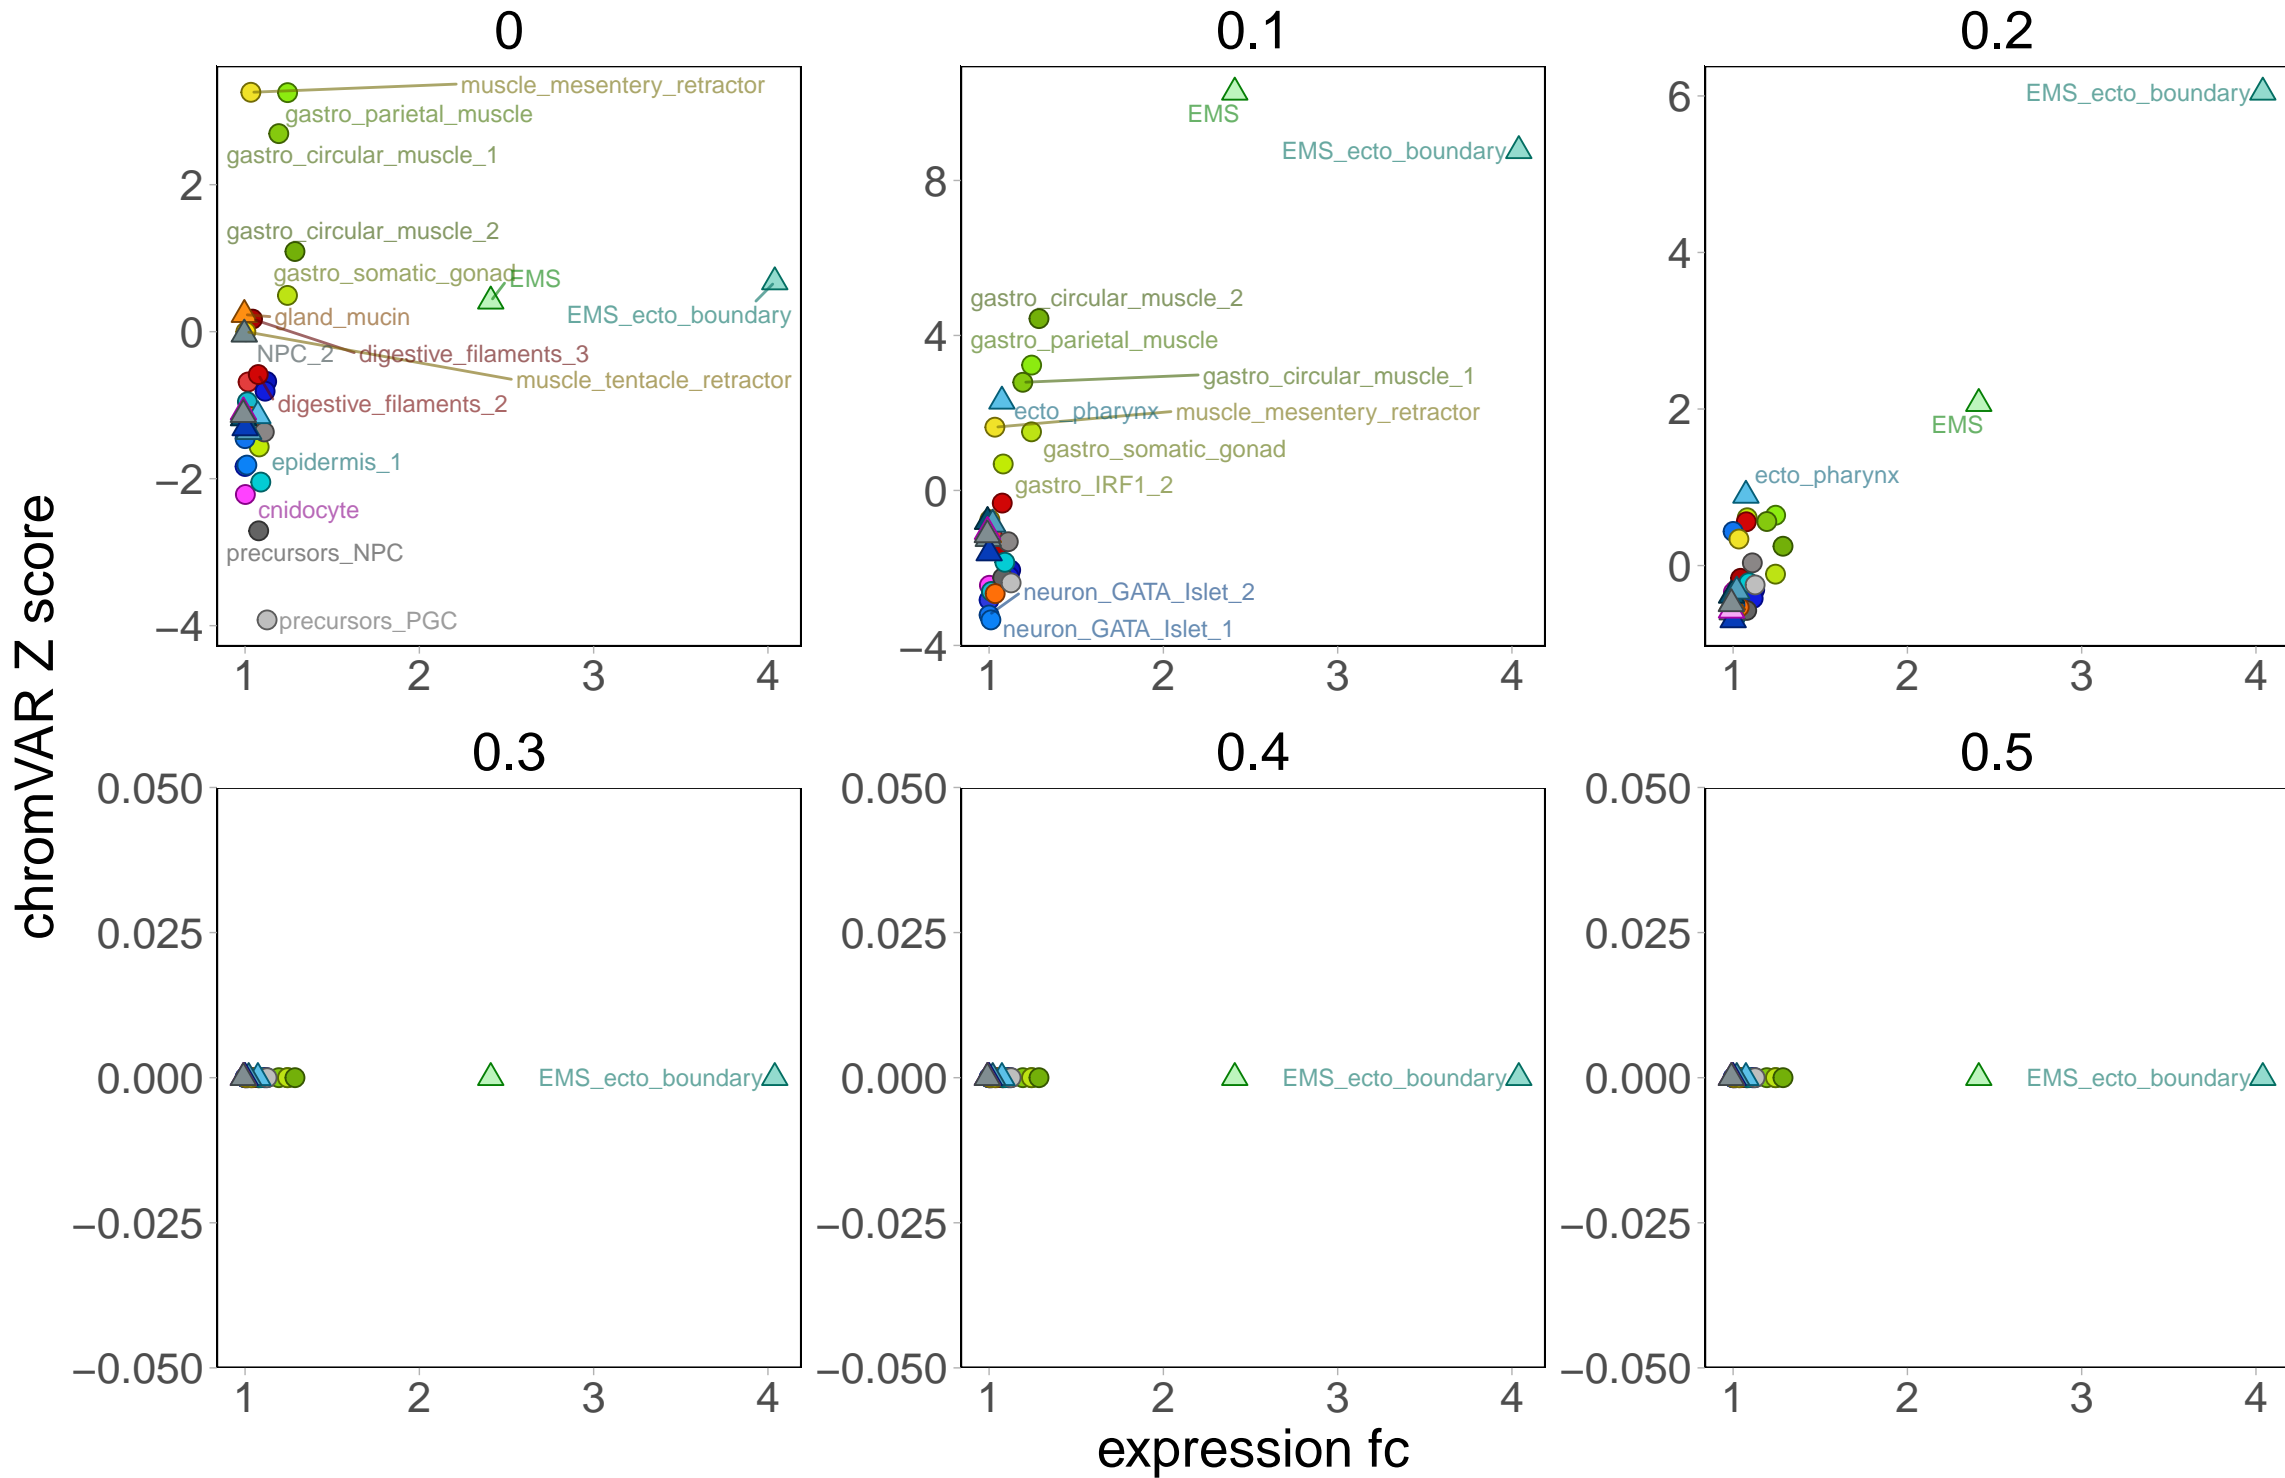 0
0.1
0.2
muscle_mesentery_retractor
gastro_parietal_muscle
gastro_circular_muscle_1
2
gastro_circular_muscle_2
gastro_somatic_gonad
EMS
EMS_ecto_boundary
gland_mucin
0
NPC_2
digestive_filaments_3
muscle_tentacle_retractor
digestive_filaments_2
epidermis_1
−2
cnidocyte
precursors_NPC
precursors_PGC
−4
1
2
3
4
EMS
EMS_ecto_boundary
8
gastro_circular_muscle_2
4
gastro_parietal_muscle
gastro_circular_muscle_1
ecto_pharynx
muscle_mesentery_retractor
gastro_somatic_gonad
gastro_IRF1_2
0
neuron_GATA_Islet_2
neuron_GATA_Islet_1
−4
1
2
3
4
EMS_ecto_boundary
6
4
2
EMS
ecto_pharynx
0
1
2
3
4
chromVAR Z score
0.3
0.4
0.5
0.050
0.025
0.000
−0.025
−0.050
EMS_ecto_boundary
1
2
3
4
0.050
0.025
0.000
−0.025
−0.050
EMS_ecto_boundary
1
2
3
4
0.050
0.025
0.000
−0.025
−0.050
EMS_ecto_boundary
1
2
3
4
expression fc